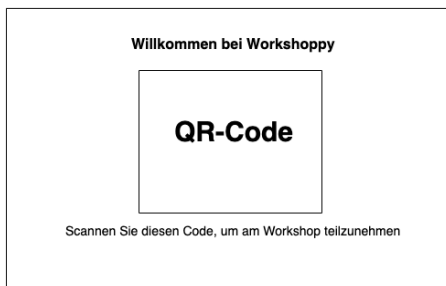 Willkommen bei Workshoppy
QR-Code
Scannen Sie diesen Code, um am Workshop teilzunehmen